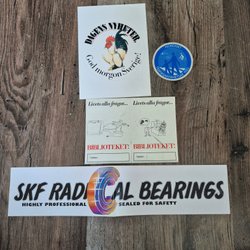 DAGENS NYHETER.
God morgon Sverige!
Livets alla frågor...
BIBLIOTEKET!
Livets alla frågor...
BIBLIOTEKET!
SKF RADICAL BEARINGS
HIGHLY PROFESSIONAL SEALED FOR SAFETY